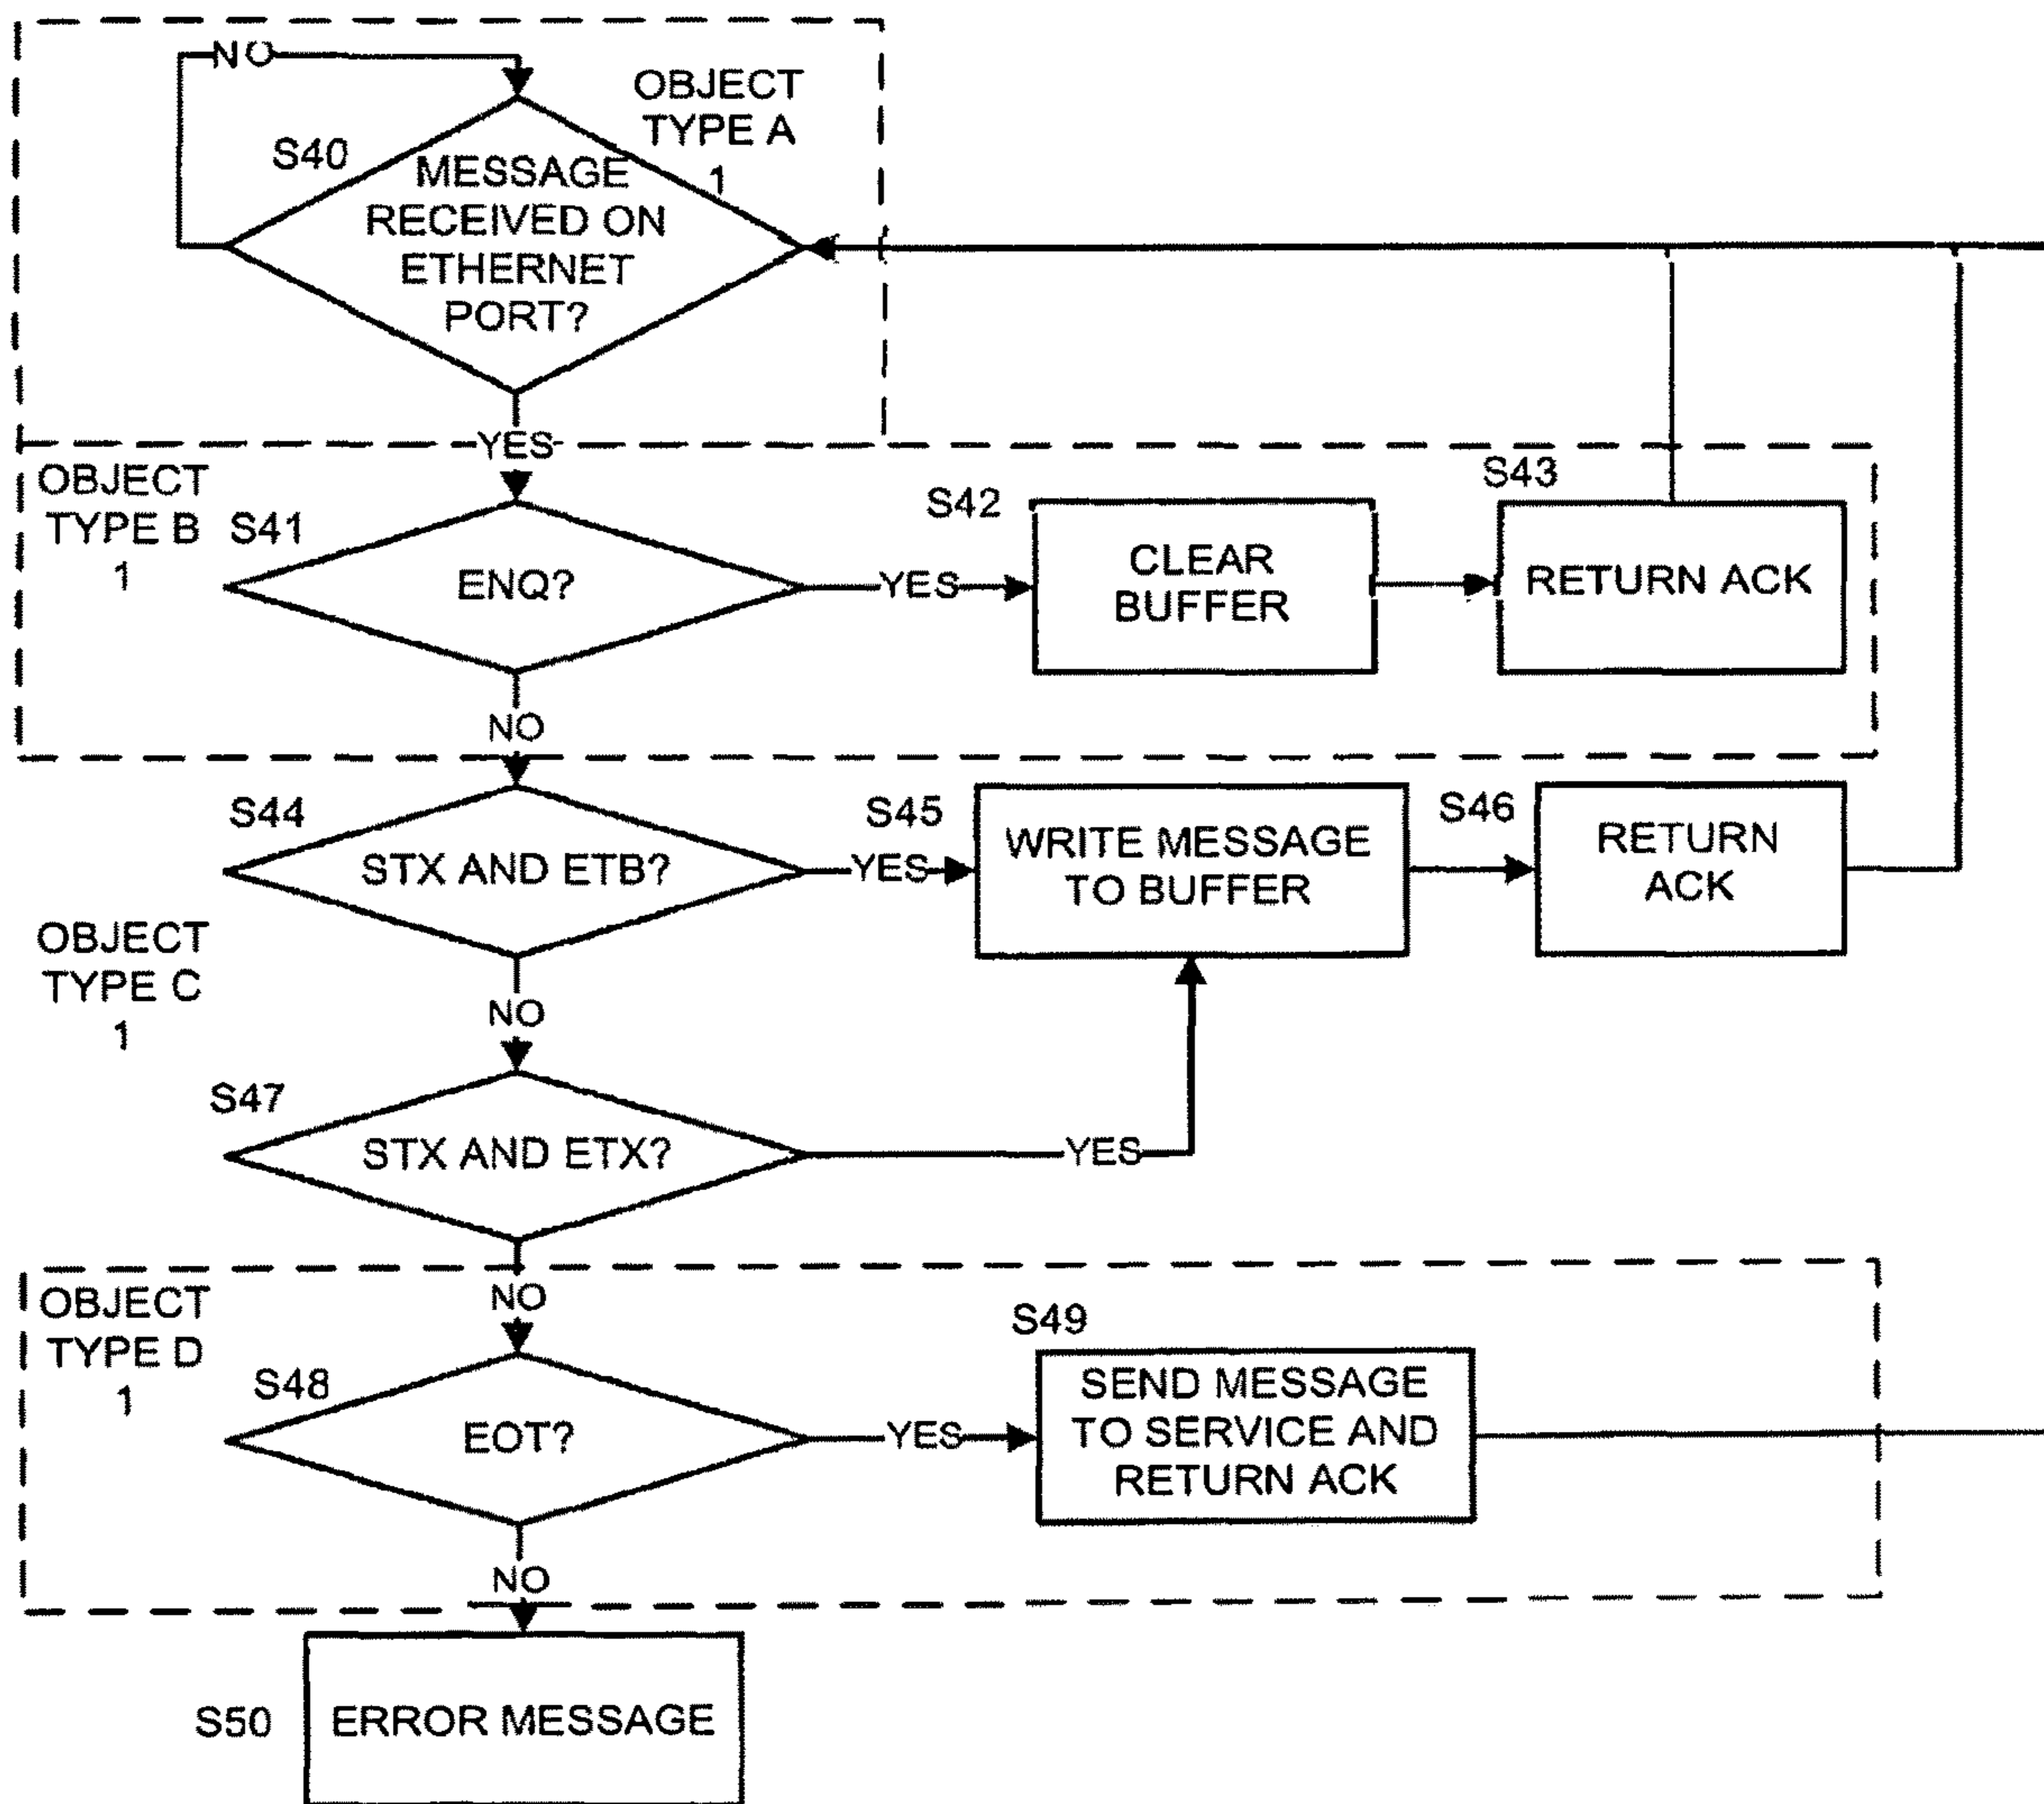 NO
OBJECT
TYPE A
1
S40
MESSAGE
RECEIVED ON
ETHERNET
PORT?
YES
OBJECT
TYPE B
1
S41
ENQ?
YES
S42
CLEAR
BUFFER
S43
RETURN ACK
NO
S44
STX AND ETB?
YES
S45
WRITE MESSAGE
TO BUFFER
S46
RETURN
ACK
OBJECT
TYPE C
1
NO
S47
STX AND ETX?
YES
NO
OBJECT
TYPE D
1
S48
EOT?
YES
S49
SEND MESSAGE
TO SERVICE AND
RETURN ACK
NO
S50
ERROR MESSAGE